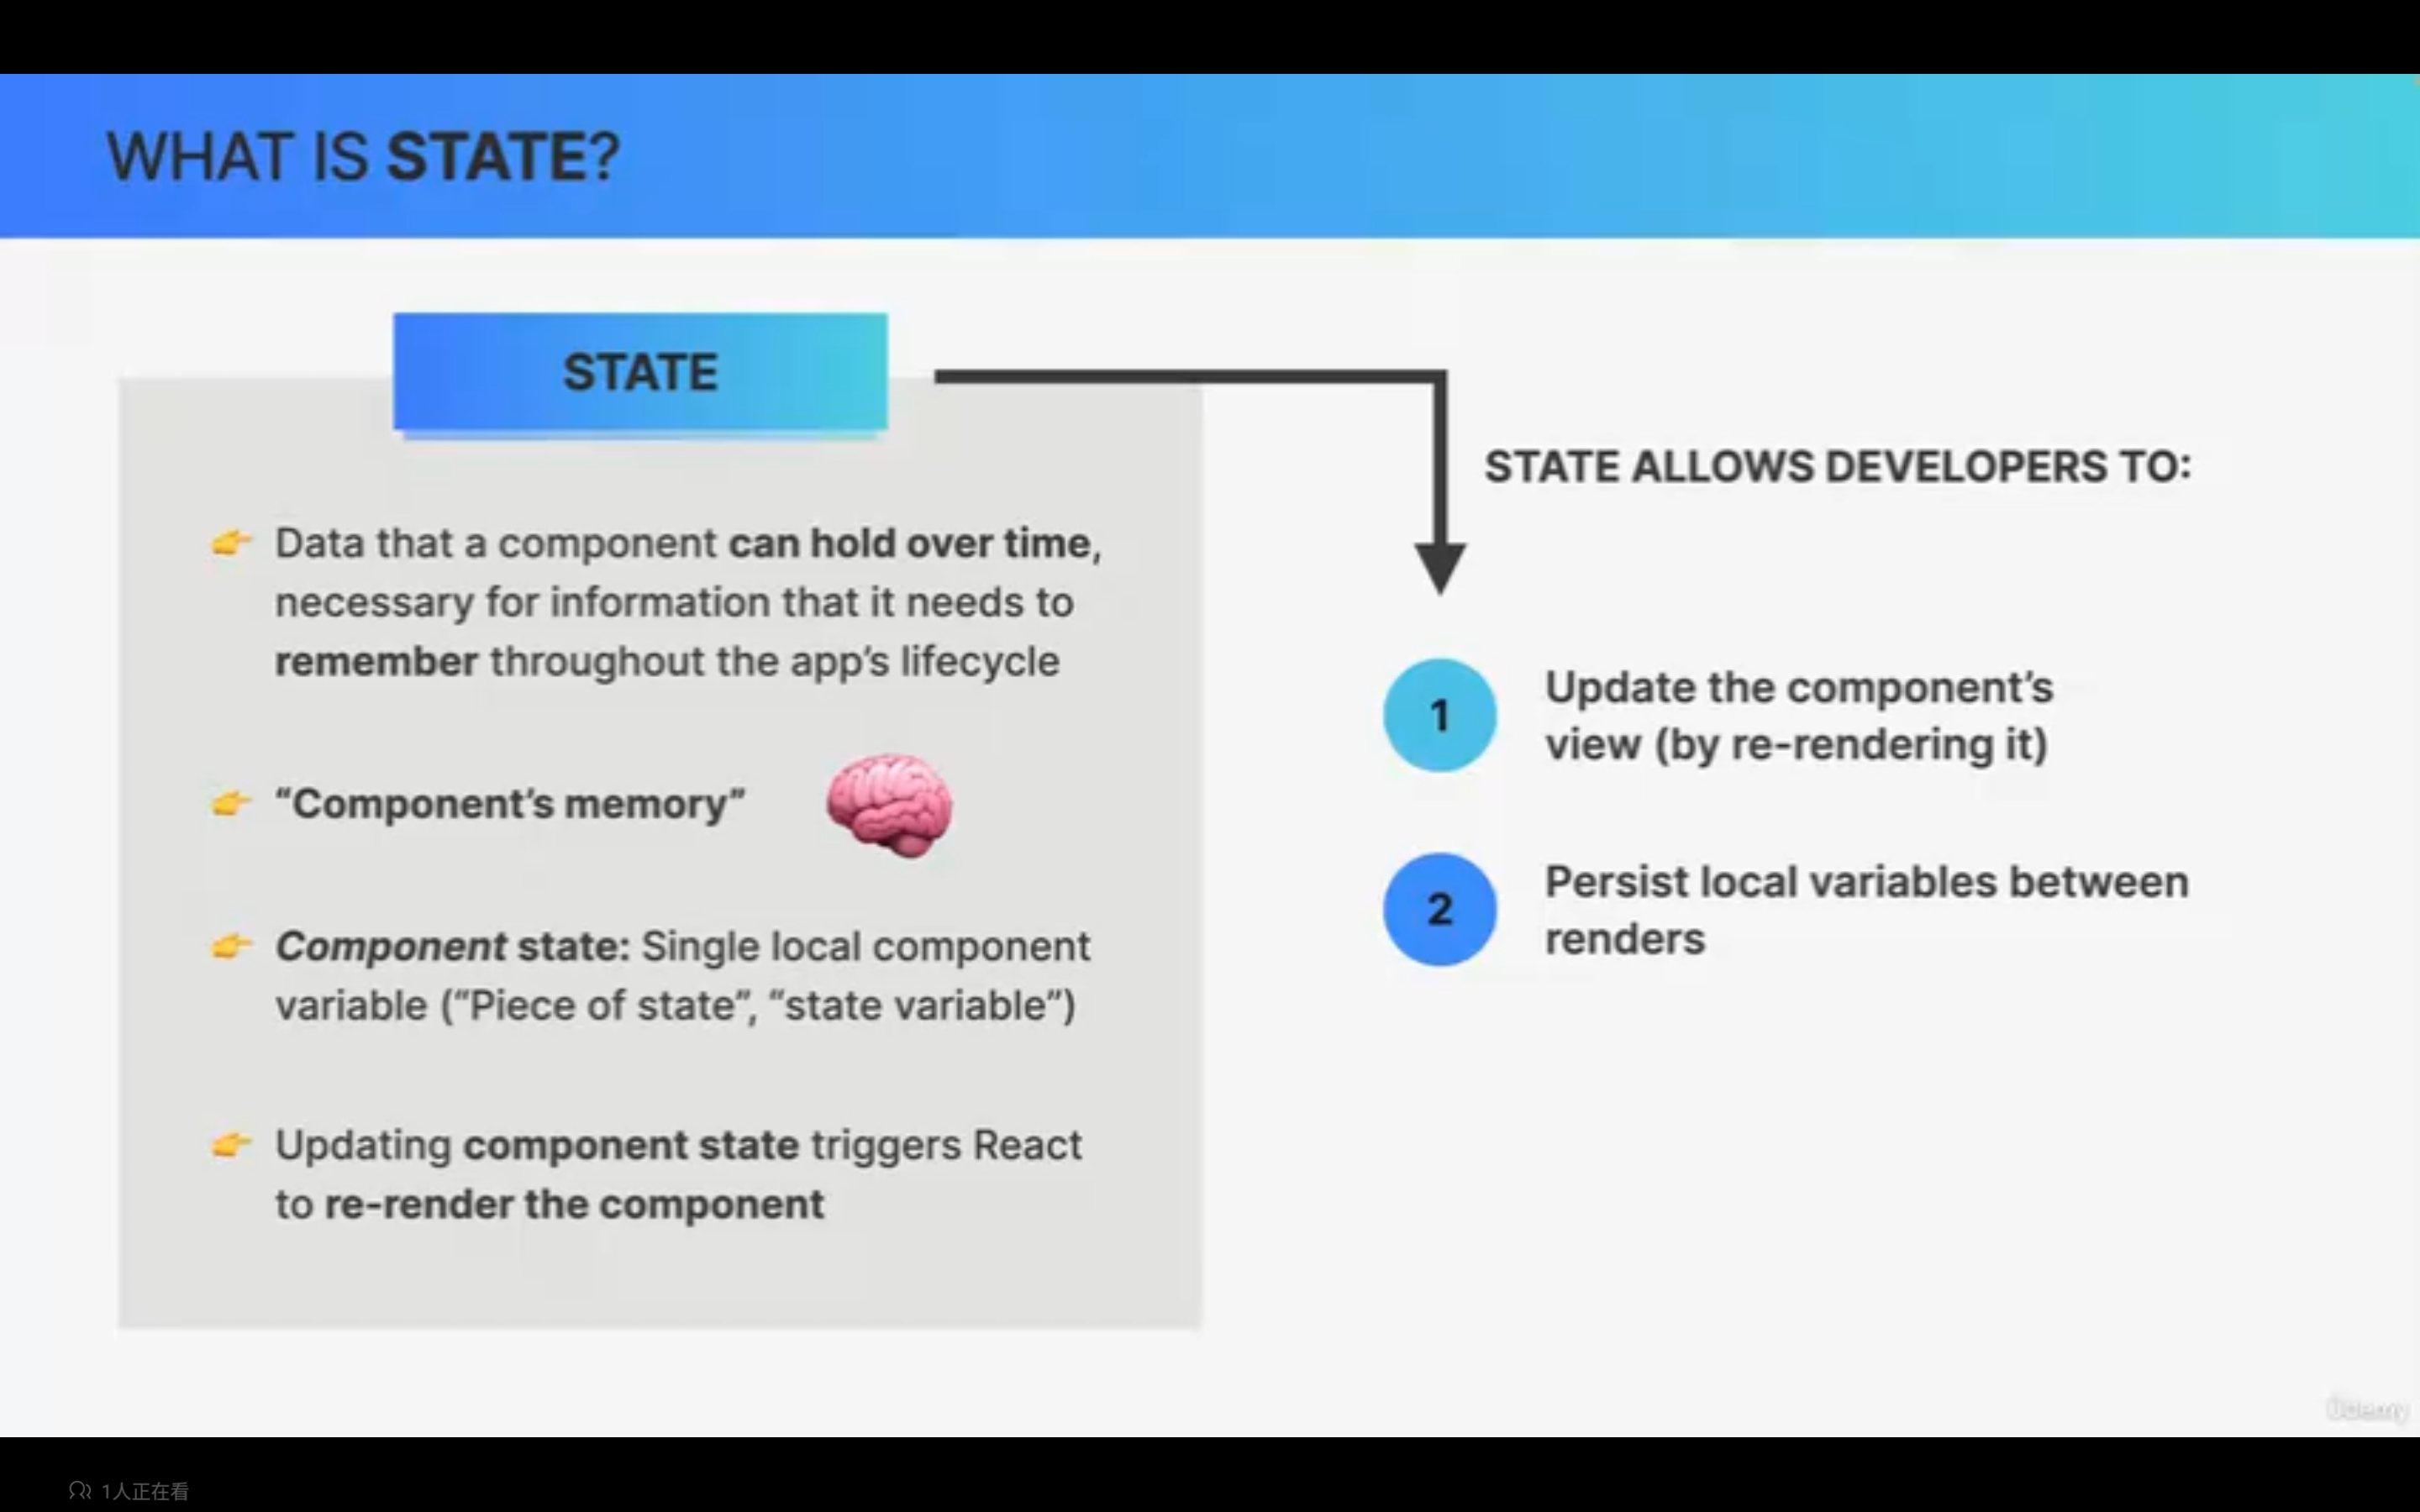 WHAT IS STATE?
STATE
👉 Data that a component can hold over time,
necessary for information that it needs to
remember throughout the app’s lifecycle
👉 “Component’s memory” 🧠
👉 Component state: Single local component
variable (“Piece of state”, “state variable”)
👉 Updating component state triggers React
to re-render the component
STATE ALLOWS DEVELOPERS TO:
1
Update the component’s
view (by re-rendering it)
2
Persist local variables between
renders
Udemy
1人正在看